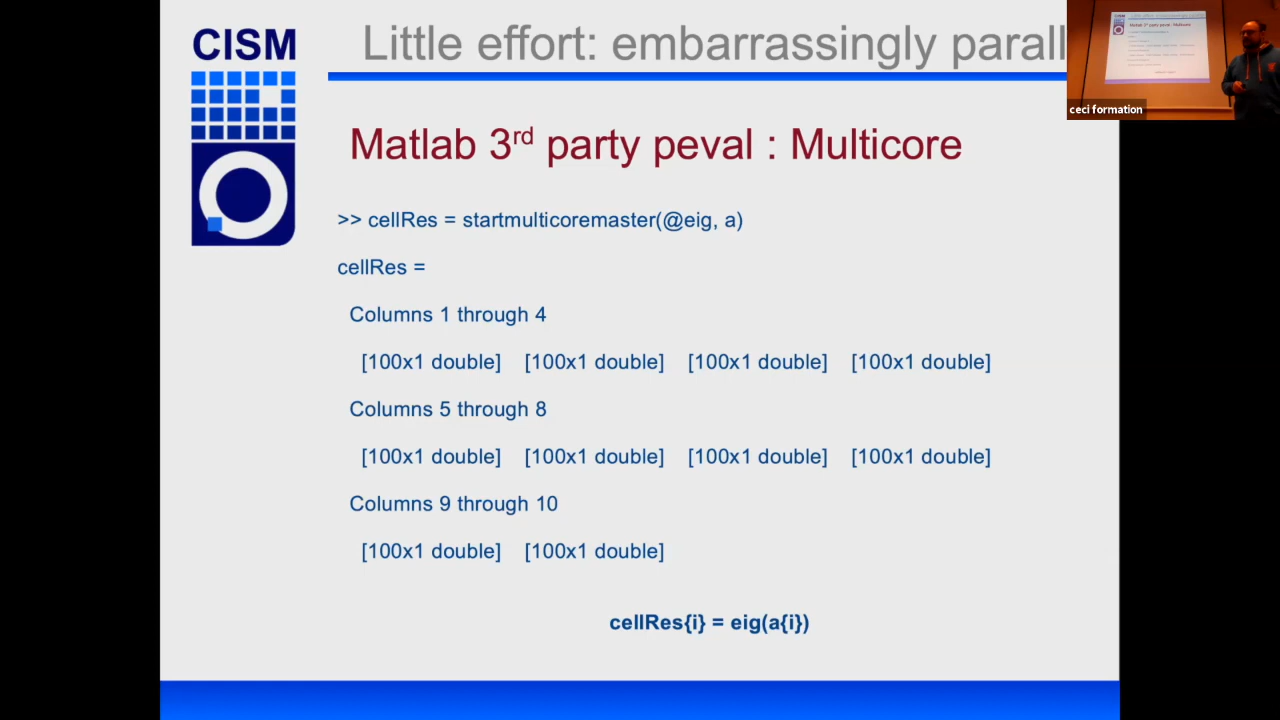 CISM
Little effort: embarrassingly parall
ceci formation
Matlab 3rd party peval : Multicore
>> cellRes = startmulticoremaster(@eig, a)
cellRes =
Columns 1 through 4
[100x1 double] [100x1 double] [100x1 double] [100x1 double]
Columns 5 through 8
[100x1 double] [100x1 double] [100x1 double] [100x1 double]
Columns 9 through 10
[100x1 double] [100x1 double]
cellRes{i} = eig(a{i})